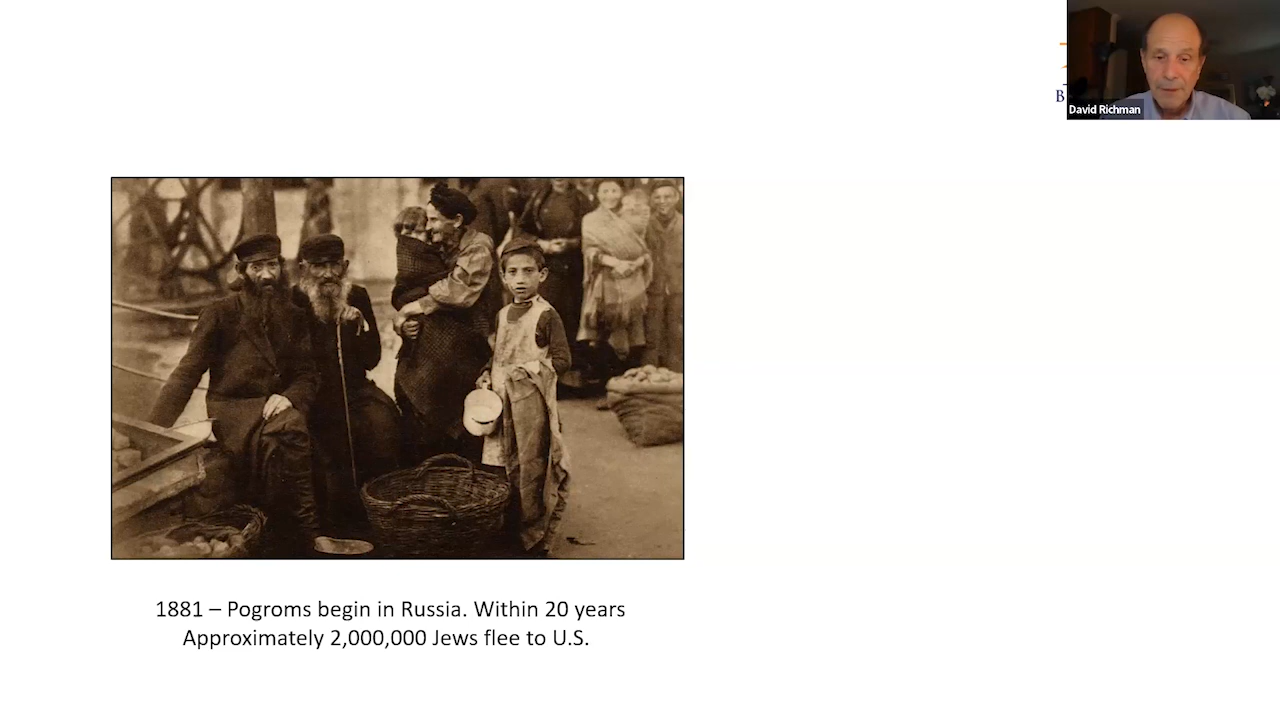 B
David Richman
1881 – Pogroms begin in Russia. Within 20 years
Approximately 2,000,000 Jews flee to U.S.